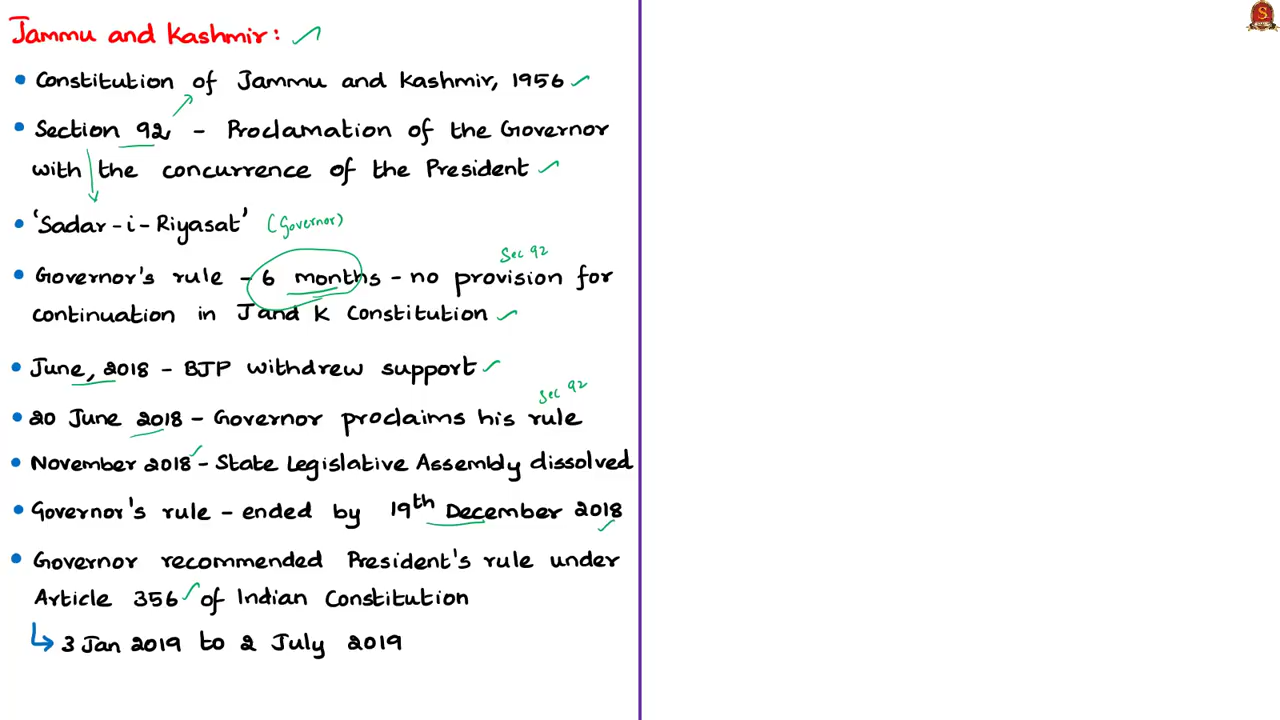 Jammu and Kashmir:
• Constitution of Jammu and Kashmir, 1956
• Section 92 - Proclamation of the Governor
with the concurrence of the President
• 'Sadar-i-Riyasat' (Governor)
Sec 92
• Governor's rule - 6 months - no provision for
continuation in J and K Constitution
• June, 2018 - BJP withdrew support
Sec 92
• 20 June 2018 - Governor proclaims his rule
• November 2018 - State Legislative Assembly dissolved
• Governor's rule - ended by 19th December 2018
• Governor recommended President's rule under
Article 356 of Indian Constitution
↳ 3 Jan 2019 to 2 July 2019
S